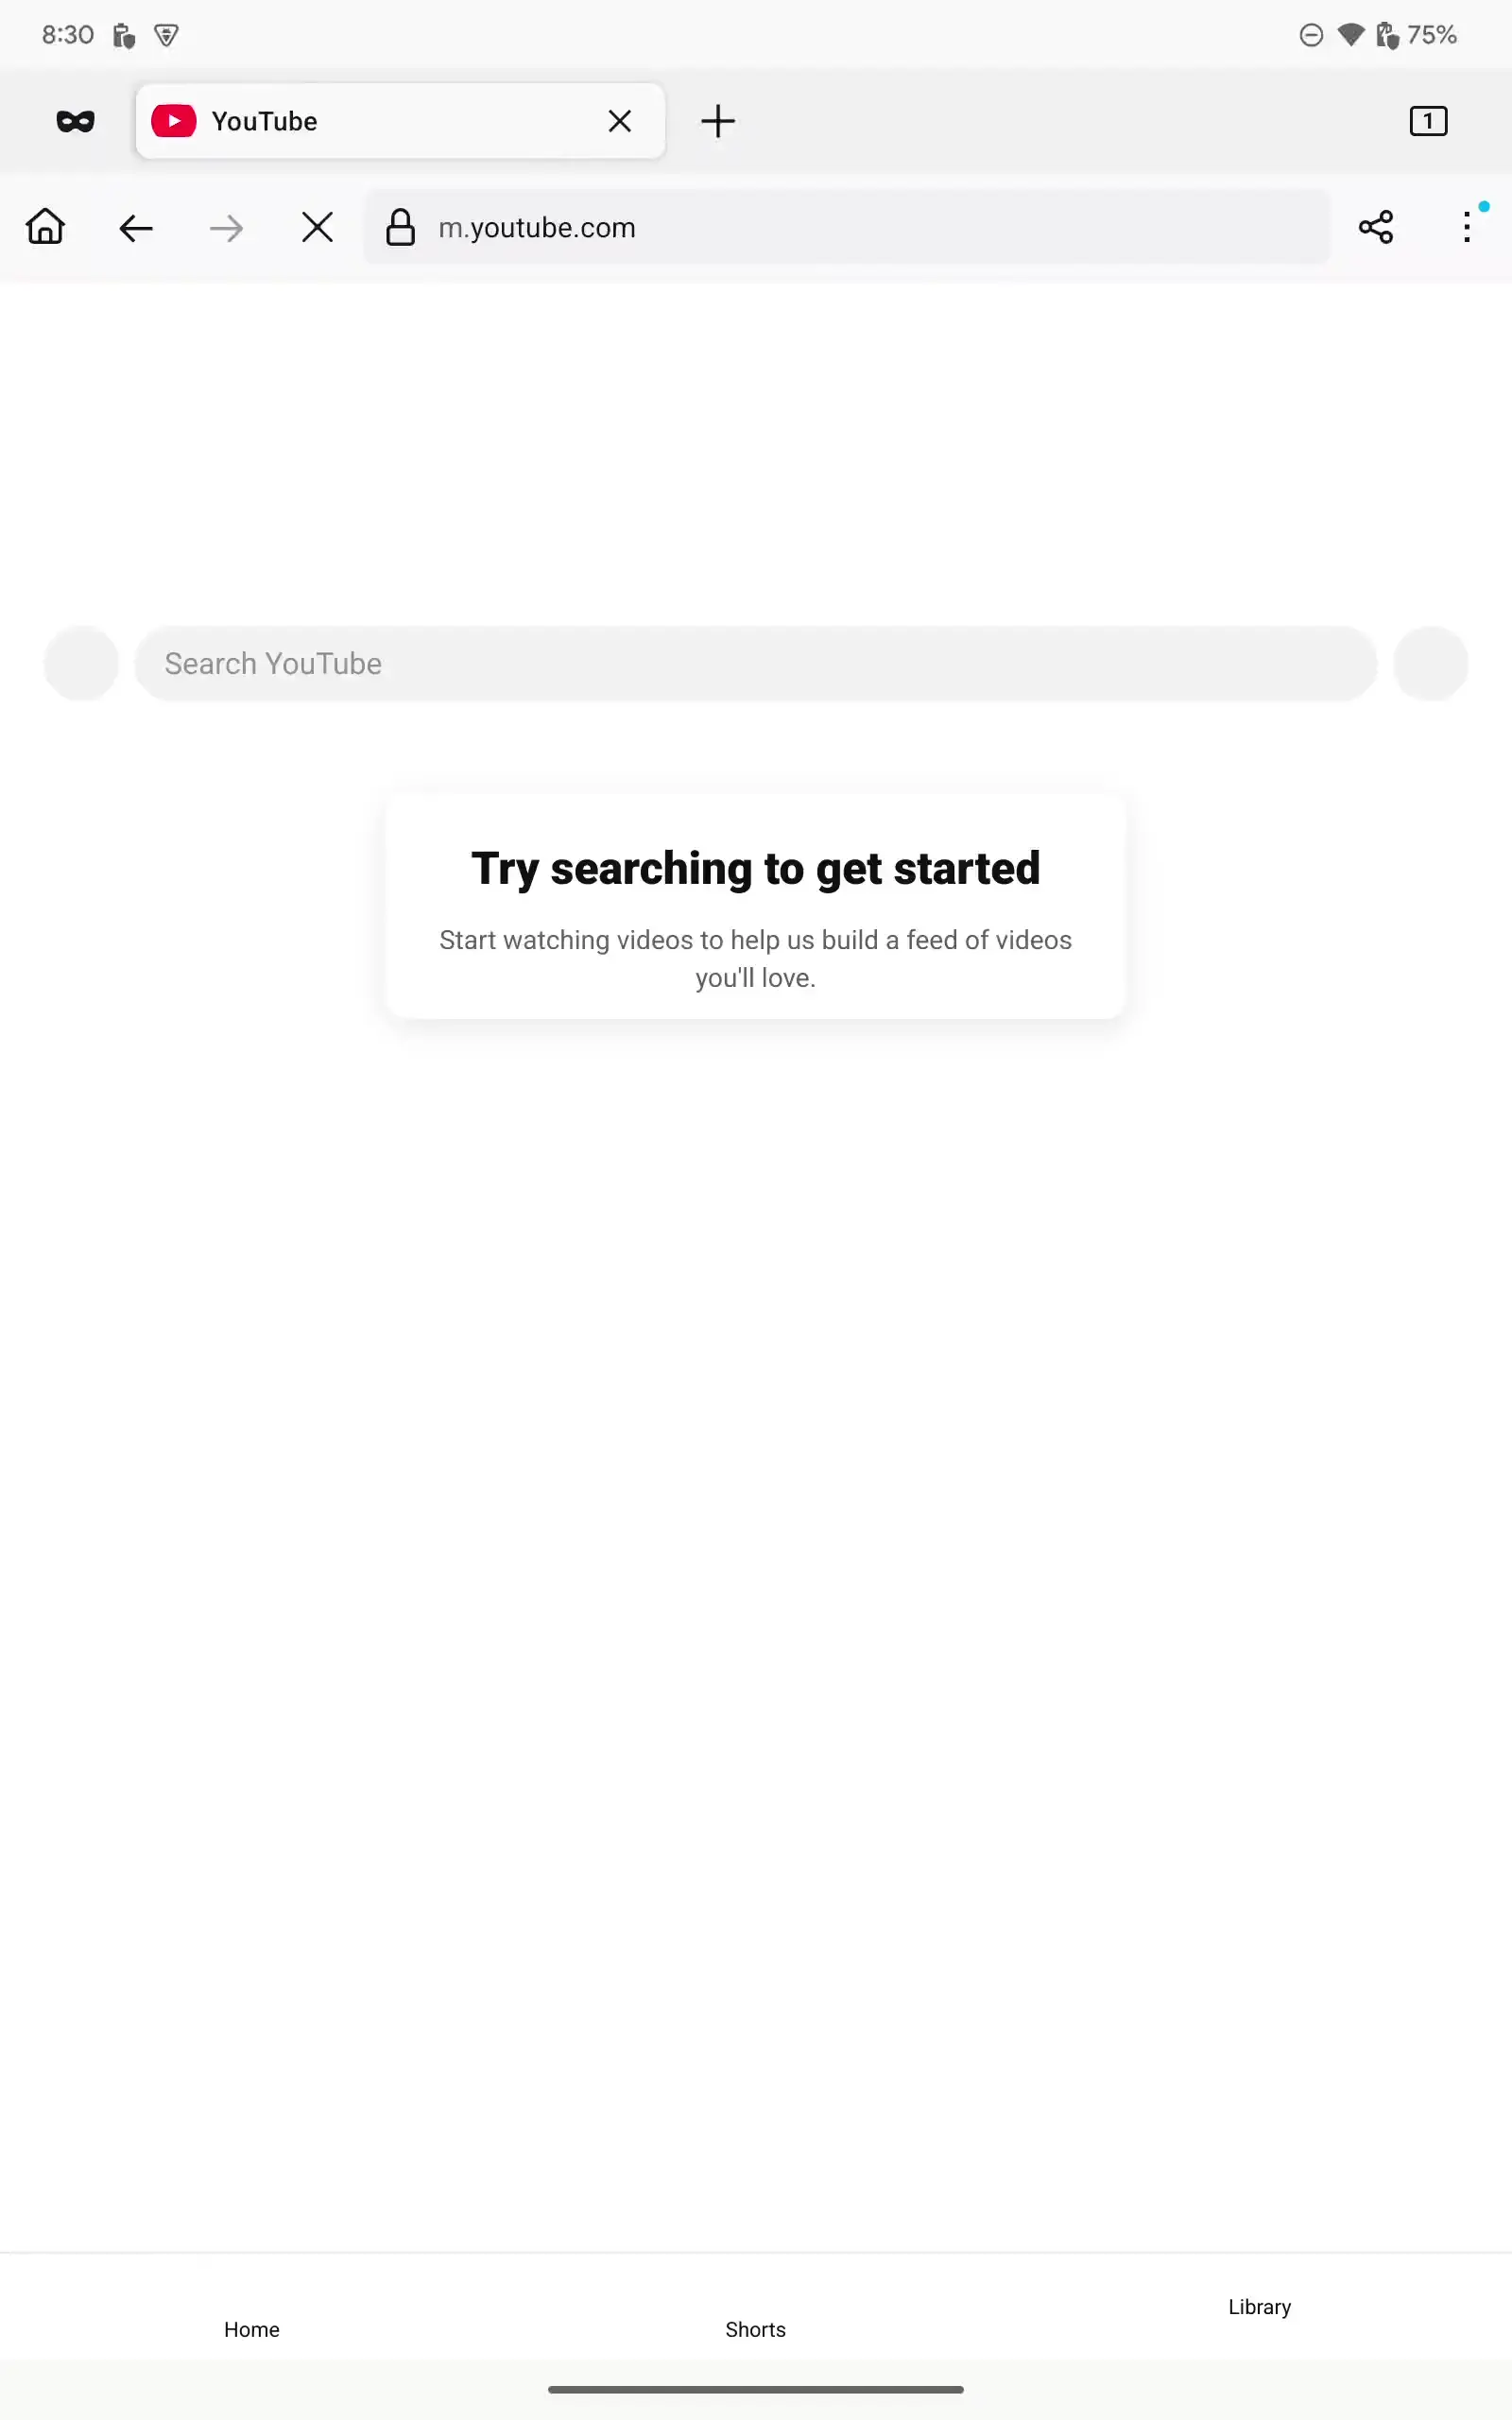 8:30
75%
YouTube
1
m.youtube.com
Search YouTube
Try searching to get started
Start watching videos to help us build a feed of videos
you'll love.
Home
Shorts
Library